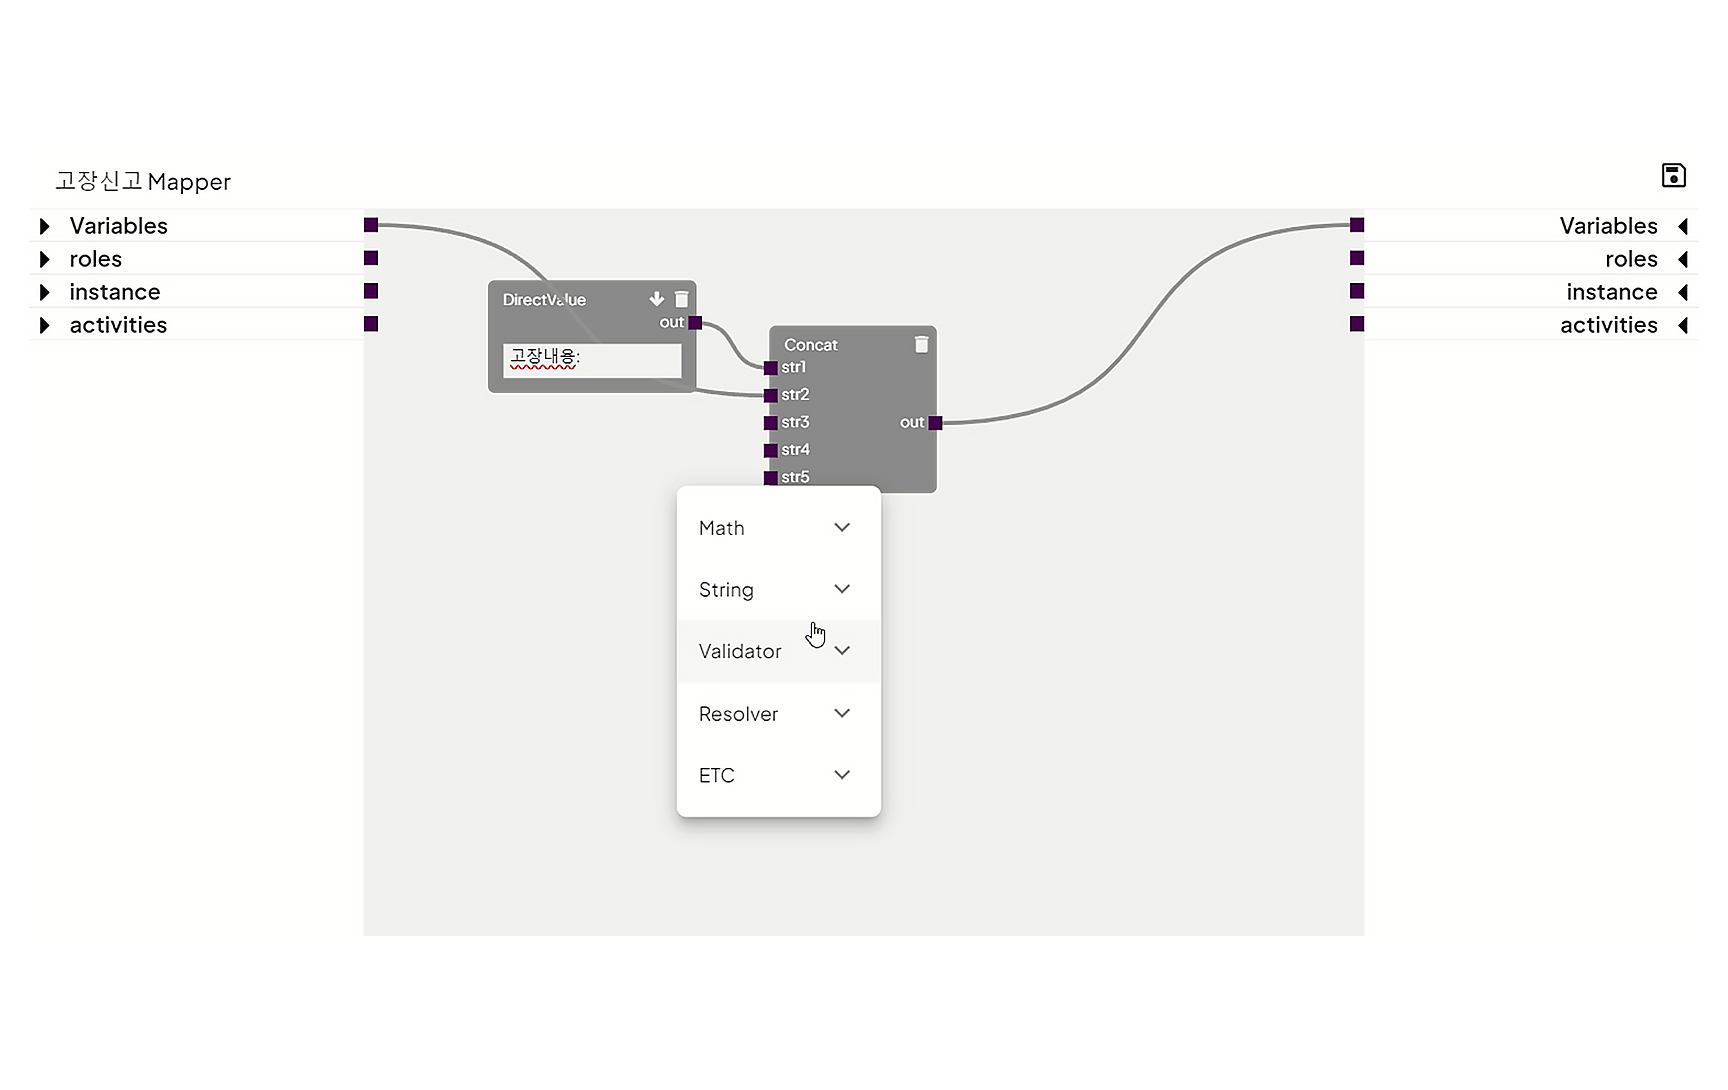 고장신고 Mapper
Variables
roles
instance
activities
DirectValue
out
고장내용:
Concat
str1
str2
str3
str4
str5
out
Math
String
Validator
Resolver
ETC
Variables
roles
instance
activities